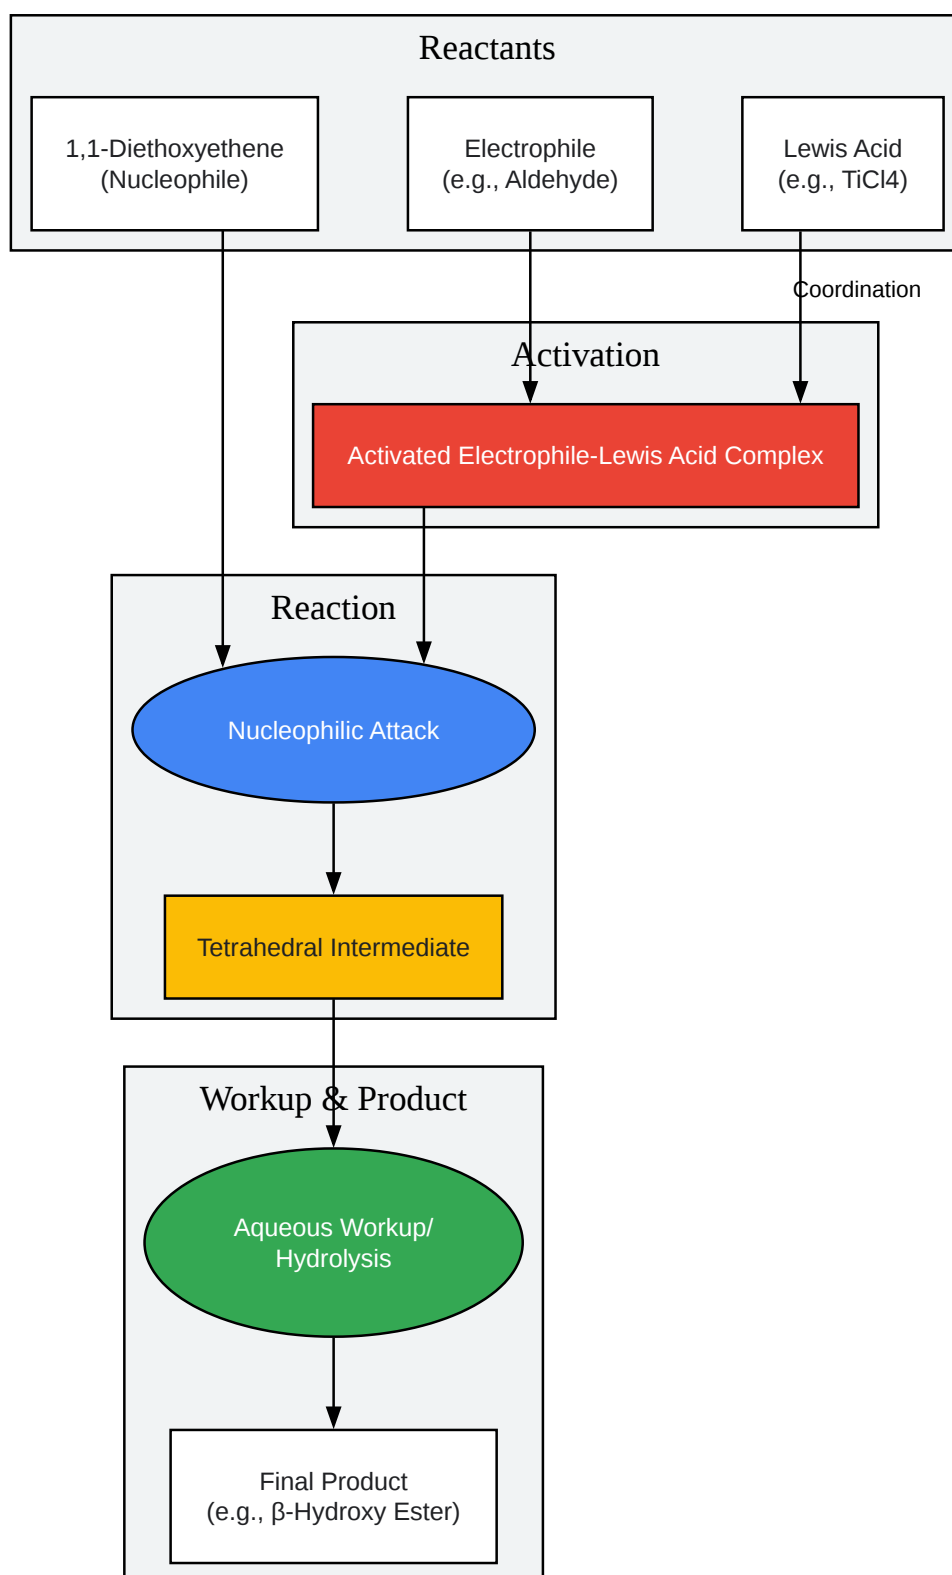 Reactants
1,1-Diethoxyethene
(Nucleophile)
Electrophile
(e.g., Aldehyde)
Lewis Acid
(e.g., TiCl4)
Coordination
Activation
Activated Electrophile-Lewis Acid Complex
Reaction
Nucleophilic Attack
Tetrahedral Intermediate
Workup & Product
Aqueous Workup/
Hydrolysis
Final Product
(e.g., β-Hydroxy Ester)